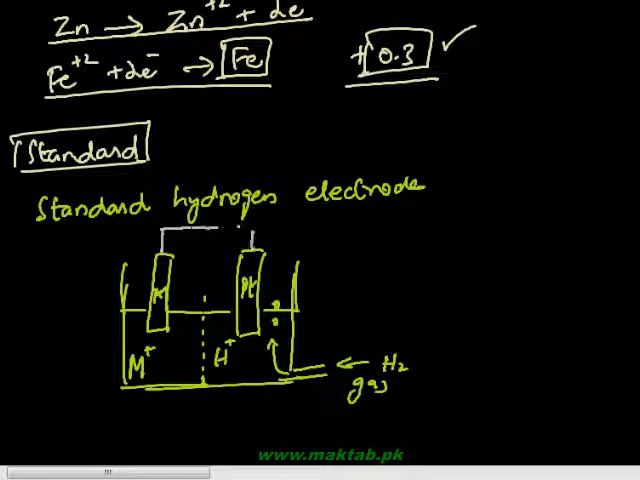 Zn → Zn⁺² + 2e
Fe⁺² + 2e⁻ → Fe + 0.3 ✓
Standard
Standard hydrogen electrode
M Pt
M⁺ H⁺
← H₂
gas
www.maktab.pk